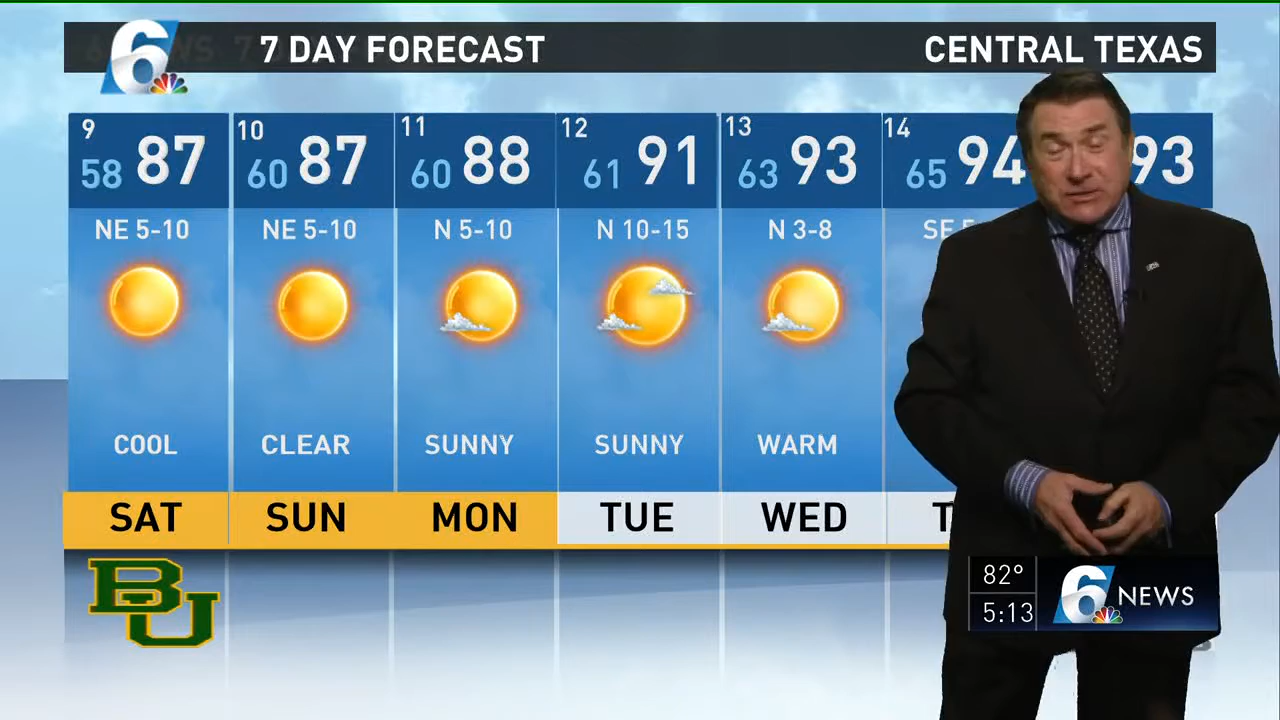 6 7 DAY FORECAST CENTRAL TEXAS
9 10 11 12 13 14
58 87 60 87 60 88 61 91 63 93 65 94 93
NE 5-10 NE 5-10 N 5-10 N 10-15 N 3-8 SE
COOL CLEAR SUNNY SUNNY WARM
SAT SUN MON TUE WED T
BU
82°
5:13
6 NEWS